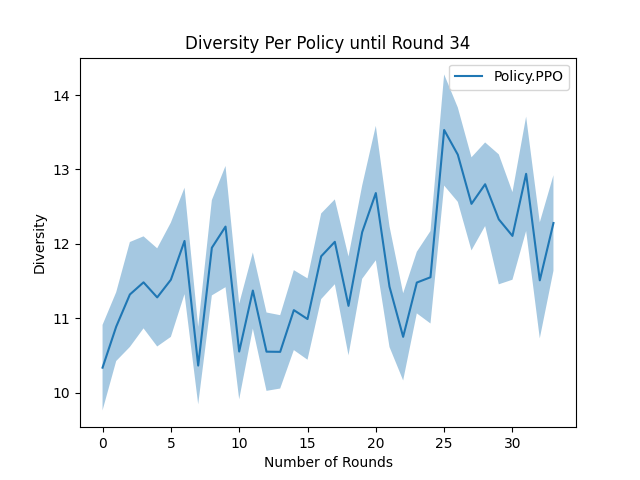 Diversity Per Policy until Round 34
Policy.PPO
14
13
12
11
10
Diversity
0 5 10 15 20 25 30
Number of Rounds